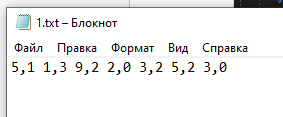 1.txt – Блокнот
Файл Правка Формат Вид Справка
5,1 1,3 9,2 2,0 3,2 5,2 3,0